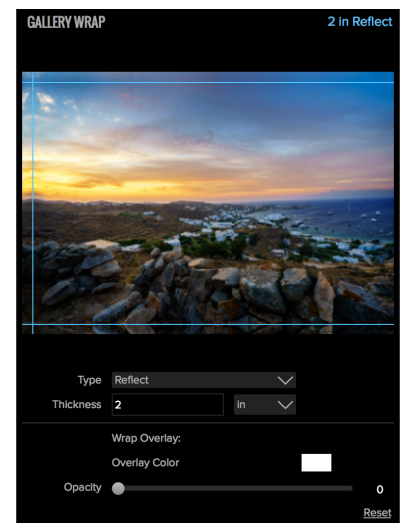 GALLERY WRAP 2 in Reflect
Type Reflect
Thickness 2 in
Wrap Overlay:
Overlay Color
Opacity 0
Reset